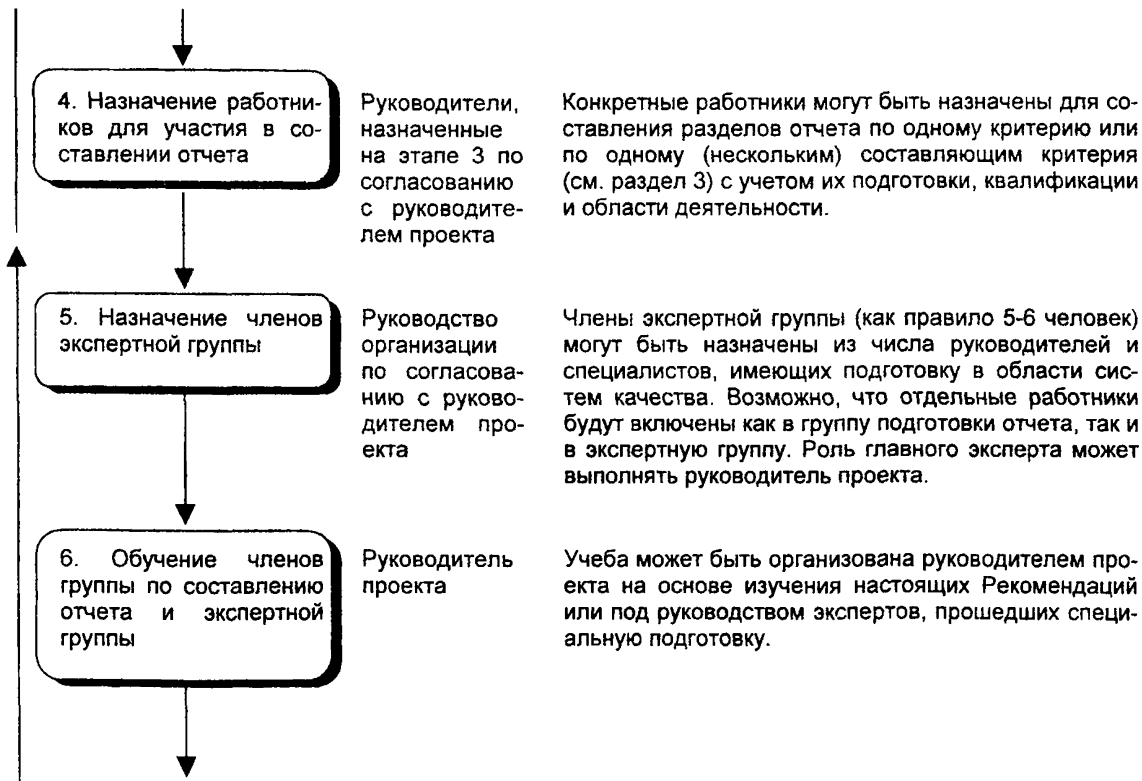 4. Назначение работни-
ков для участия в со-
ставлении отчета
Руководители,
назначенные
на этапе 3 по
согласованию
с руководите-
лем проекта
Конкретные работники могут быть назначены для со-
ставления разделов отчета по одному критерию или
по одному (нескольким) составляющим критерия
(см. раздел 3) с учетом их подготовки, квалификации
и области деятельности.
5. Назначение членов
экспертной группы
Руководство
организации
по согласова-
нию с руково-
дителем про-
екта
Члены экспертной группы (как правило 5-6 человек)
могут быть назначены из числа руководителей и
специалистов, имеющих подготовку в области сис-
тем качества. Возможно, что отдельные работники
будут включены как в группу подготовки отчета, так и
в экспертную группу. Роль главного эксперта может
выполнять руководитель проекта.
6. Обучение членов
группы по составлению
отчета и экспертной
группы
Руководитель
проекта
Учеба может быть организована руководителем про-
екта на основе изучения настоящих Рекомендаций
или под руководством экспертов, прошедших специ-
альную подготовку.